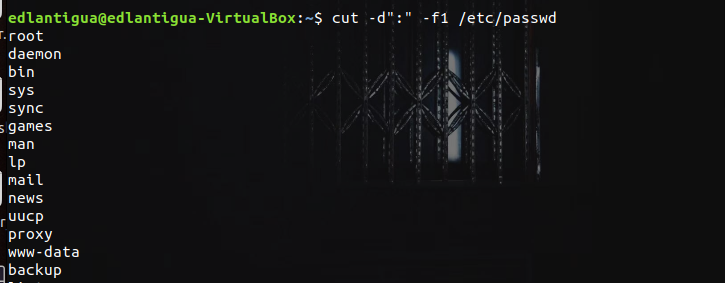 edlantigua@edlantigua-VirtualBox:~$ cut -d":" -f1 /etc/passwd
root
daemon
bin
sys
sync
games
man
lp
mail
news
uucp
proxy
www-data
backup